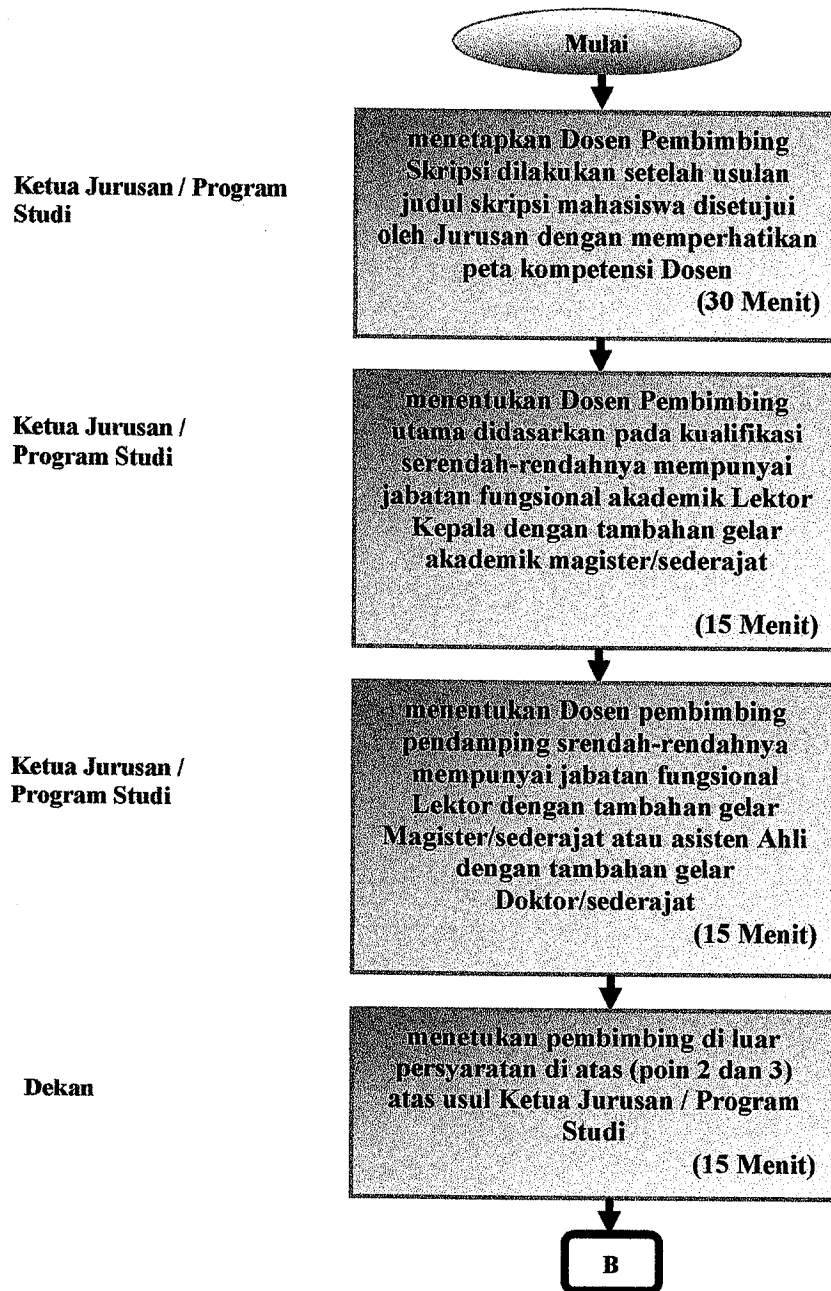 Mulai
Ketua Jurusan / Program
Studi
menetapkan Dosen Pembimbing
Skripsi dilakukan setelah usulan
judul skripsi mahasiswa disetujui
oleh Jurusan dengan memperhatikan
peta kompetensi Dosen
(30 Menit)
Ketua Jurusan /
Program Studi
menentukan Dosen Pembimbing
utama didasarkan pada kualifikasi
serendah-rendahnya mempunyai
jabatan fungsional akademik Lektor
Kepala dengan tambahan gelar
akademik magister/sederajat
(15 Menit)
Ketua Jurusan /
Program Studi
menentukan Dosen pembimbing
pendamping srendah-rendahnya
mempunyai jabatan fungsional
Lektor dengan tambahan gelar
Magister/sederajat atau asisten Ahli
dengan tambahan gelar
Doktor/sederajat
(15 Menit)
Dekan
menetukan pembimbing di luar
persyaratan di atas (poin 2 dan 3)
atas usul Ketua Jurusan / Program
Studi
(15 Menit)
B